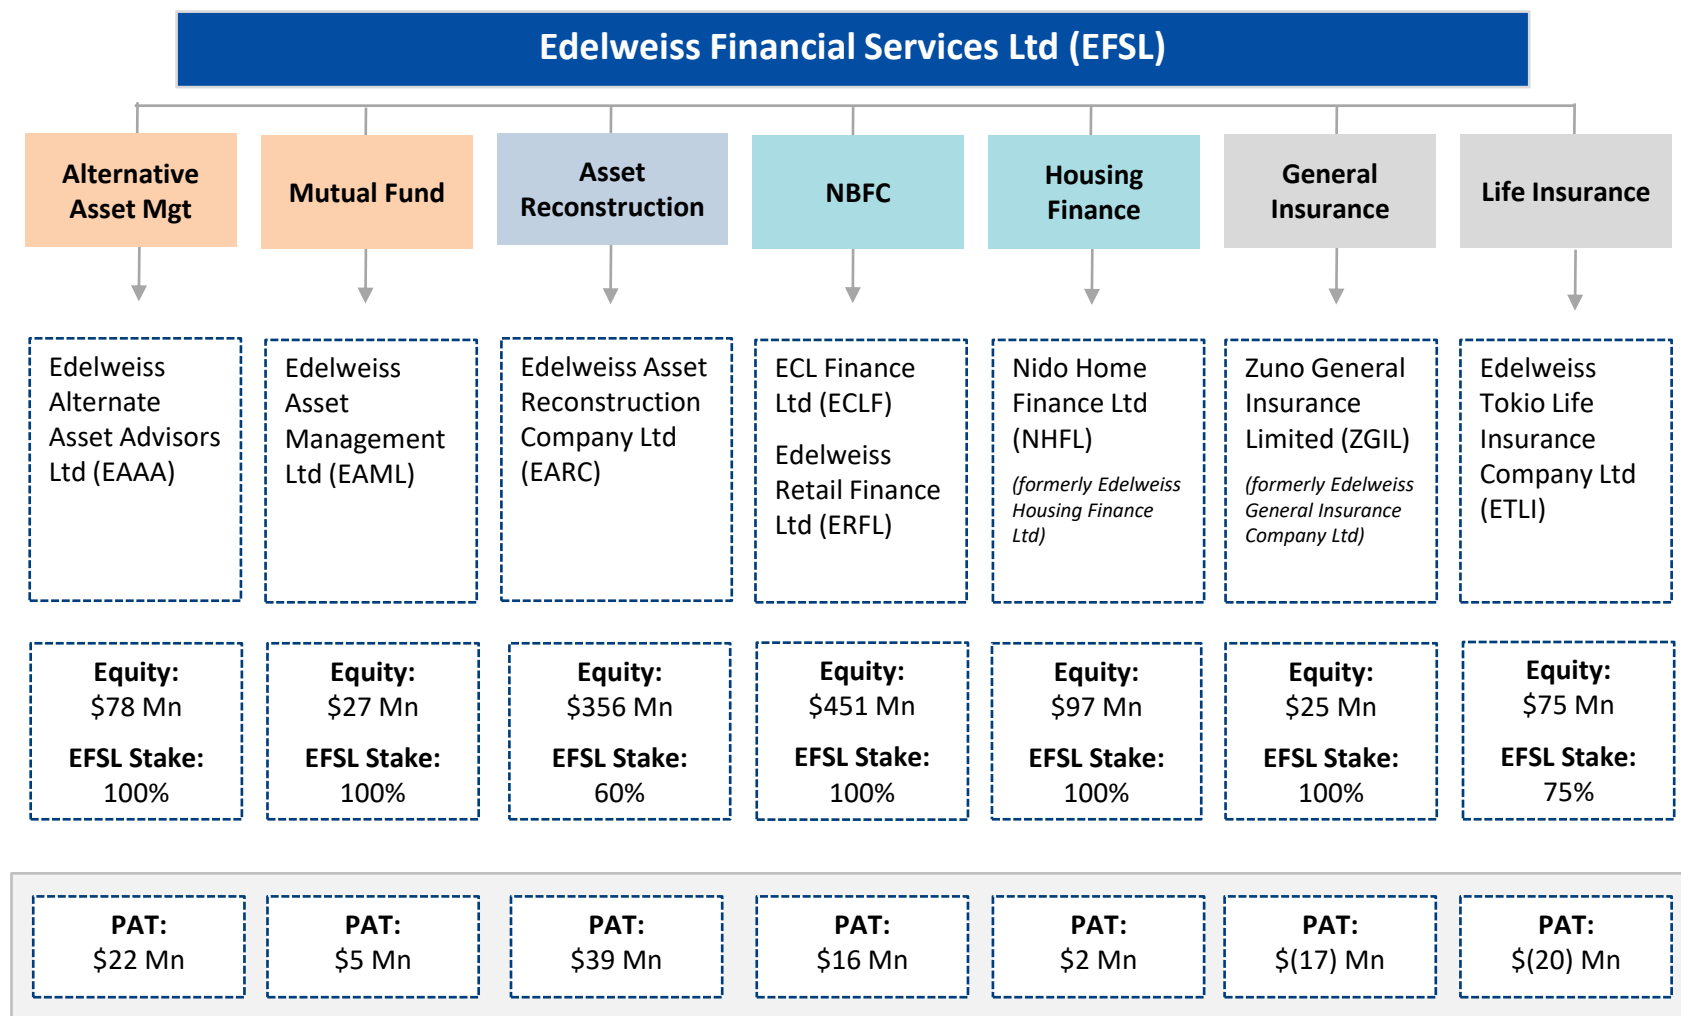 Edelweiss Financial Services Ltd (EFSL)
Alternative
Asset Mgt
Mutual Fund
Asset
Reconstruction
NBFC
Housing
Finance
General
Insurance
Life Insurance
Edelweiss
Alternate
Asset Advisors
Ltd (EAAA)
Edelweiss
Asset
Management
Ltd (EAML)
Edelweiss Asset
Reconstruction
Company Ltd
(EARC)
ECL Finance
Ltd (ECLF)
Edelweiss
Retail Finance
Ltd (ERFL)
Nido Home
Finance Ltd
(NHFL)
(formerly Edelweiss
Housing Finance
Ltd)
Zuno General
Insurance
Limited (ZGIL)
(formerly Edelweiss
General Insurance
Company Ltd)
Edelweiss
Tokio Life
Insurance
Company Ltd
(ETLI)
Equity:
$78 Mn
EFSL Stake:
100%
Equity:
$27 Mn
EFSL Stake:
100%
Equity:
$356 Mn
EFSL Stake:
60%
Equity:
$451 Mn
EFSL Stake:
100%
Equity:
$97 Mn
EFSL Stake:
100%
Equity:
$25 Mn
EFSL Stake:
100%
Equity:
$75 Mn
EFSL Stake:
75%
PAT:
$22 Mn
PAT:
$5 Mn
PAT:
$39 Mn
PAT:
$16 Mn
PAT:
$2 Mn
PAT:
$(17) Mn
PAT:
$(20) Mn